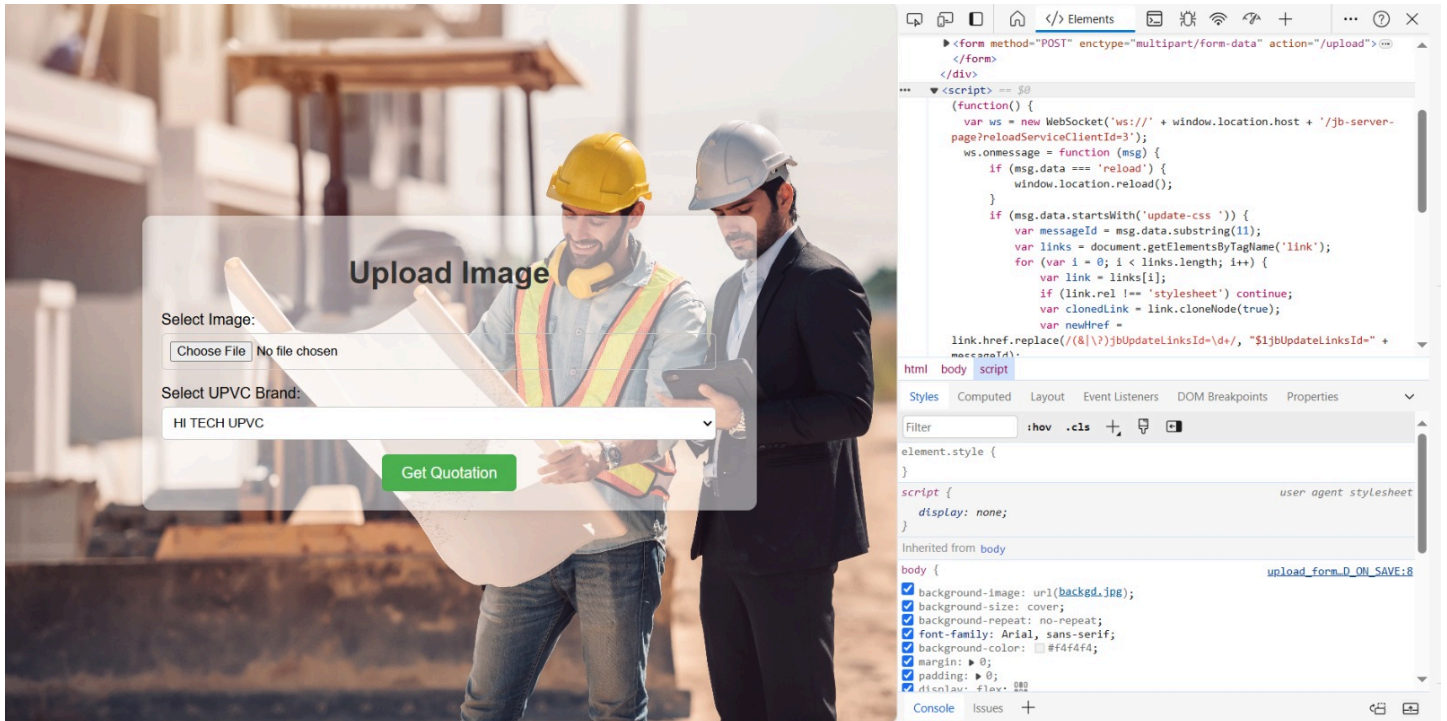 Upload Image
Select Image:
Choose File No file chosen
Select UPVC Brand:
HI TECH UPVC
Get Quotation
</> Elements
<form method="POST" enctype="multipart/form-data" action="/upload">
</form>
</div>
<script> == $0
(function() {
var ws = new WebSocket('ws://' + window.location.host + '/jb-server-
page?reloadServiceClientId=3');
ws.onmessage = function (msg) {
if (msg.data === 'reload') {
window.location.reload();
}
if (msg.data.startsWith('update-css ')) {
var messageId = msg.data.substring(11);
var links = document.getElementsByTagName('link');
for (var i = 0; i < links.length; i++) {
var link = links[i];
if (link.rel !== 'stylesheet') continue;
var clonedLink = link.cloneNode(true);
var newHref =
link.href.replace(/(&|\?)jbUpdateLinksId=\d+/, "$1jbUpdateLinksId=" +
messageId);
html body script
Styles Computed Layout Event Listeners DOM Breakpoints Properties
Filter :hov .cls
element.style {
}
script { user agent stylesheet
display: none;
}
Inherited from body
body { upload_form…D_ON_SAVE:8
background-image: url(backgd.jpg);
background-size: cover;
background-repeat: no-repeat;
font-family: Arial, sans-serif;
background-color: #f4f4f4;
margin: 0;
padding: 0;
display: flex;
Console Issues